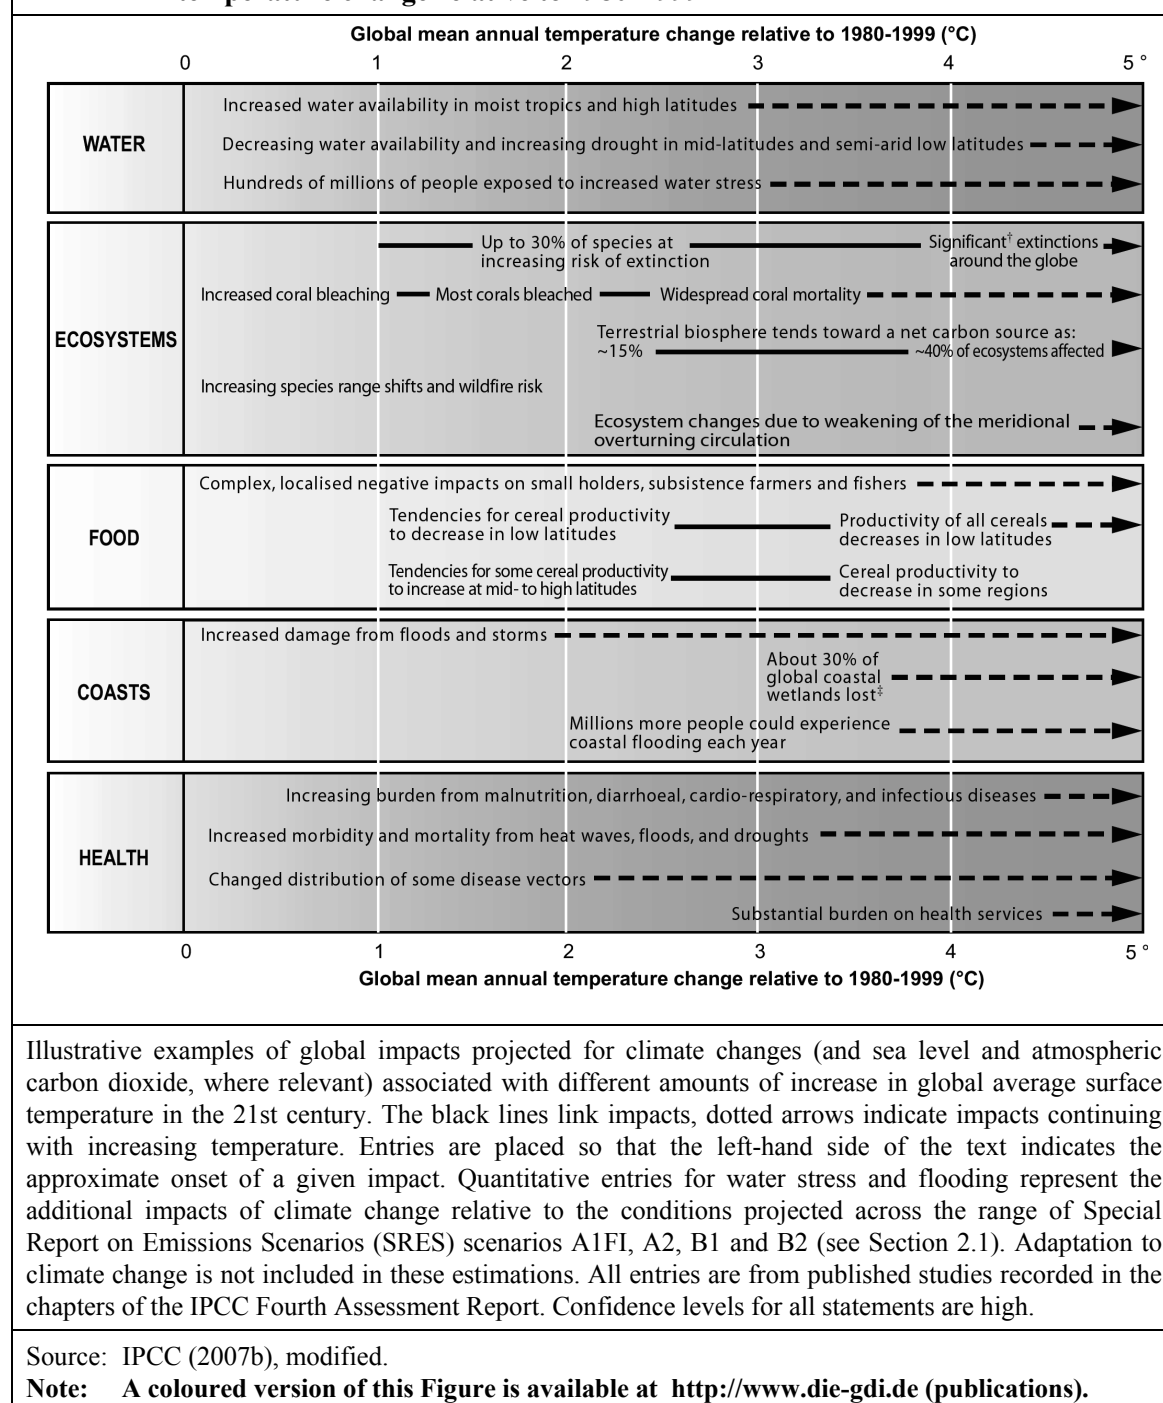 temperature change relative to 1980-1999
Global mean annual temperature change relative to 1980-1999 (°C)
0 1 2 3 4 5 °
WATER
Increased water availability in moist tropics and high latitudes
Decreasing water availability and increasing drought in mid-latitudes and semi-arid low latitudes
Hundreds of millions of people exposed to increased water stress
ECOSYSTEMS
Up to 30% of species at
increasing risk of extinction
Significant† extinctions
around the globe
Increased coral bleaching Most corals bleached Widespread coral mortality
Terrestrial biosphere tends toward a net carbon source as:
~15% ~40% of ecosystems affected
Increasing species range shifts and wildfire risk
Ecosystem changes due to weakening of the meridional
overturning circulation
FOOD
Complex, localised negative impacts on small holders, subsistence farmers and fishers
Tendencies for cereal productivity
to decrease in low latitudes
Productivity of all cereals
decreases in low latitudes
Tendencies for some cereal productivity
to increase at mid- to high latitudes
Cereal productivity to
decrease in some regions
COASTS
Increased damage from floods and storms
About 30% of
global coastal
wetlands lost‡
Millions more people could experience
coastal flooding each year
HEALTH
Increasing burden from malnutrition, diarrhoeal, cardio-respiratory, and infectious diseases
Increased morbidity and mortality from heat waves, floods, and droughts
Changed distribution of some disease vectors
Substantial burden on health services
0 1 2 3 4 5 °
Global mean annual temperature change relative to 1980-1999 (°C)
Illustrative examples of global impacts projected for climate changes (and sea level and atmospheric
carbon dioxide, where relevant) associated with different amounts of increase in global average surface
temperature in the 21st century. The black lines link impacts, dotted arrows indicate impacts continuing
with increasing temperature. Entries are placed so that the left-hand side of the text indicates the
approximate onset of a given impact. Quantitative entries for water stress and flooding represent the
additional impacts of climate change relative to the conditions projected across the range of Special
Report on Emissions Scenarios (SRES) scenarios A1FI, A2, B1 and B2 (see Section 2.1). Adaptation to
climate change is not included in these estimations. All entries are from published studies recorded in the
chapters of the IPCC Fourth Assessment Report. Confidence levels for all statements are high.
Source: IPCC (2007b), modified.
Note: A coloured version of this Figure is available at http://www.die-gdi.de (publications).